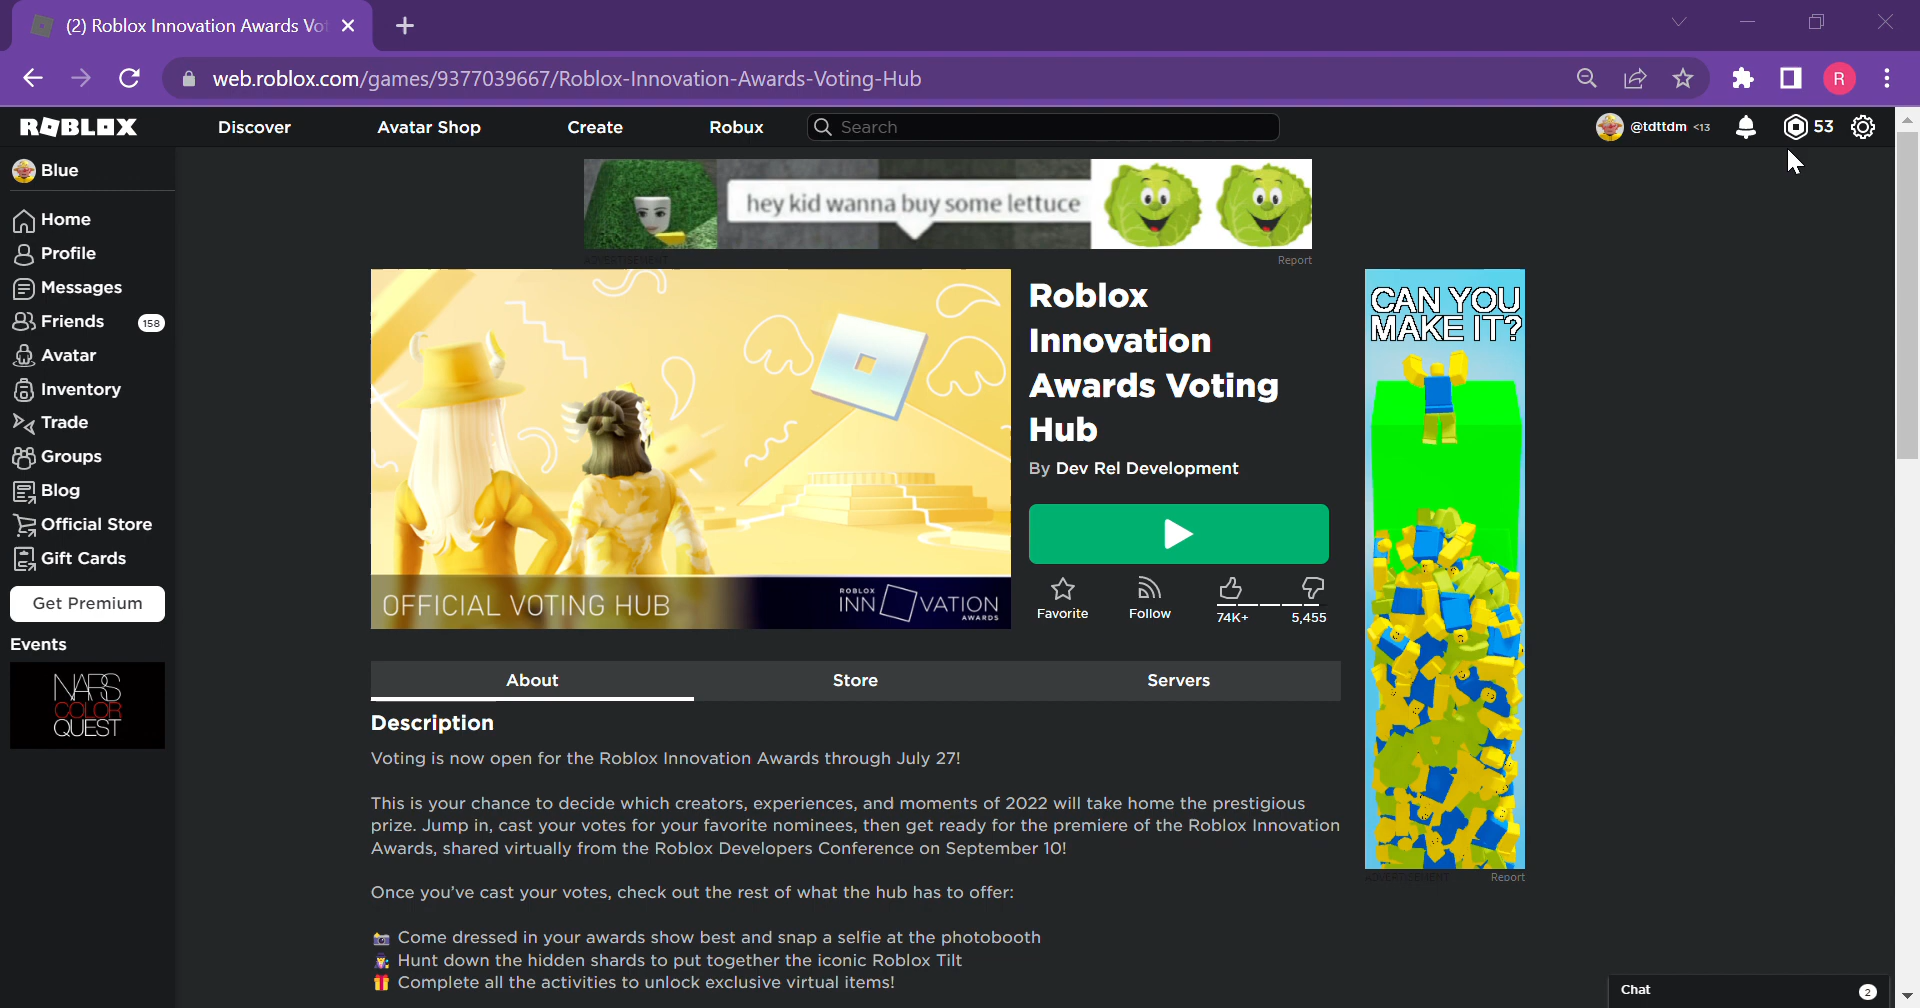 (2) Roblox Innovation Awards Vot
web.roblox.com/games/9377039667/Roblox-Innovation-Awards-Voting-Hub
R
ROBLOX
Discover
Avatar Shop
Create
Robux
Search
@tdttdm <13
53
Blue
Home
Profile
Messages
Friends 158
Avatar
Inventory
Trade
Groups
Blog
Official Store
Gift Cards
Get Premium
Events
NARS
COLOR
QUEST
hey kid wanna buy some lettuce
ADVERTISEMENT
Report
OFFICIAL VOTING HUB
ROBLOX
INNOVATION
AWARDS
Roblox
Innovation
Awards Voting
Hub
By Dev Rel Development
Favorite
Follow
74K+
5,455
CAN YOU
MAKE IT?
ADVERTISEMENT
Report
About
Store
Servers
Description
Voting is now open for the Roblox Innovation Awards through July 27!
This is your chance to decide which creators, experiences, and moments of 2022 will take home the prestigious
prize. Jump in, cast your votes for your favorite nominees, then get ready for the premiere of the Roblox Innovation
Awards, shared virtually from the Roblox Developers Conference on September 10!
Once you've cast your votes, check out the rest of what the hub has to offer:
📸 Come dressed in your awards show best and snap a selfie at the photobooth
🕵️‍♀️ Hunt down the hidden shards to put together the iconic Roblox Tilt
🎁 Complete all the activities to unlock exclusive virtual items!
Chat 2